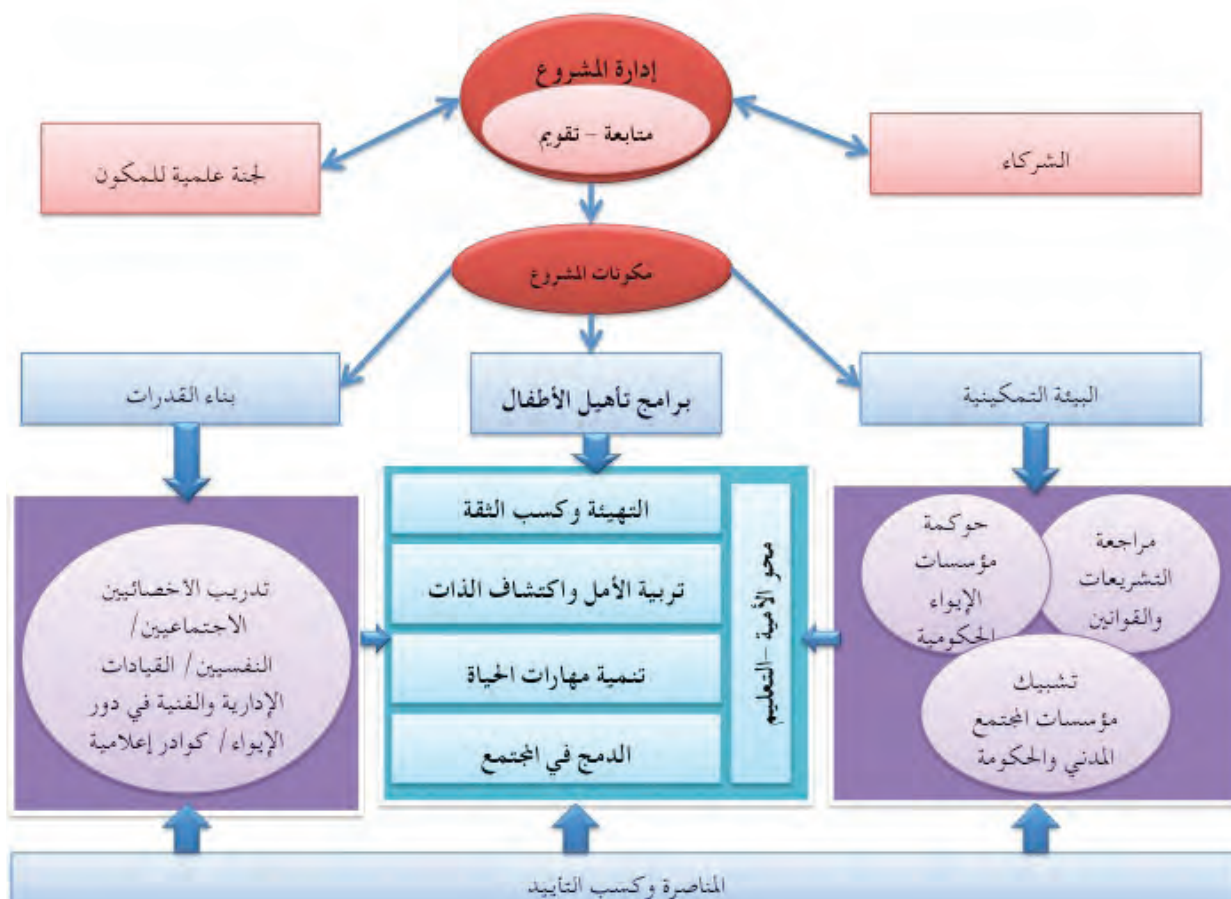 إدارة المشروع
متابعة – تقويم
الشركاء
لجنة علمية للمكون
مكونات المشروع
البيئة التمكينية
برامج تأهيل الأطفال
بناء القدرات
مراجعة
التشريعات
والقوانين
حوكمة
مؤسسات
الإيواء
الحكومية
تشبيك
مؤسسات المجتمع
المدني والحكومة
محو الأمية –التعليم
التهيئة وكسب الثقة
تربية الأمل واكتشاف الذات
تنمية مهارات الحياة
الدمج في المجتمع
تدريب الاخصائيين
الاجتماعيين/
النفسيين/ القيادات
الإدارية والفنية في دور
الإيواء/ كوادر إعلامية
المناصرة وكسب التأييد